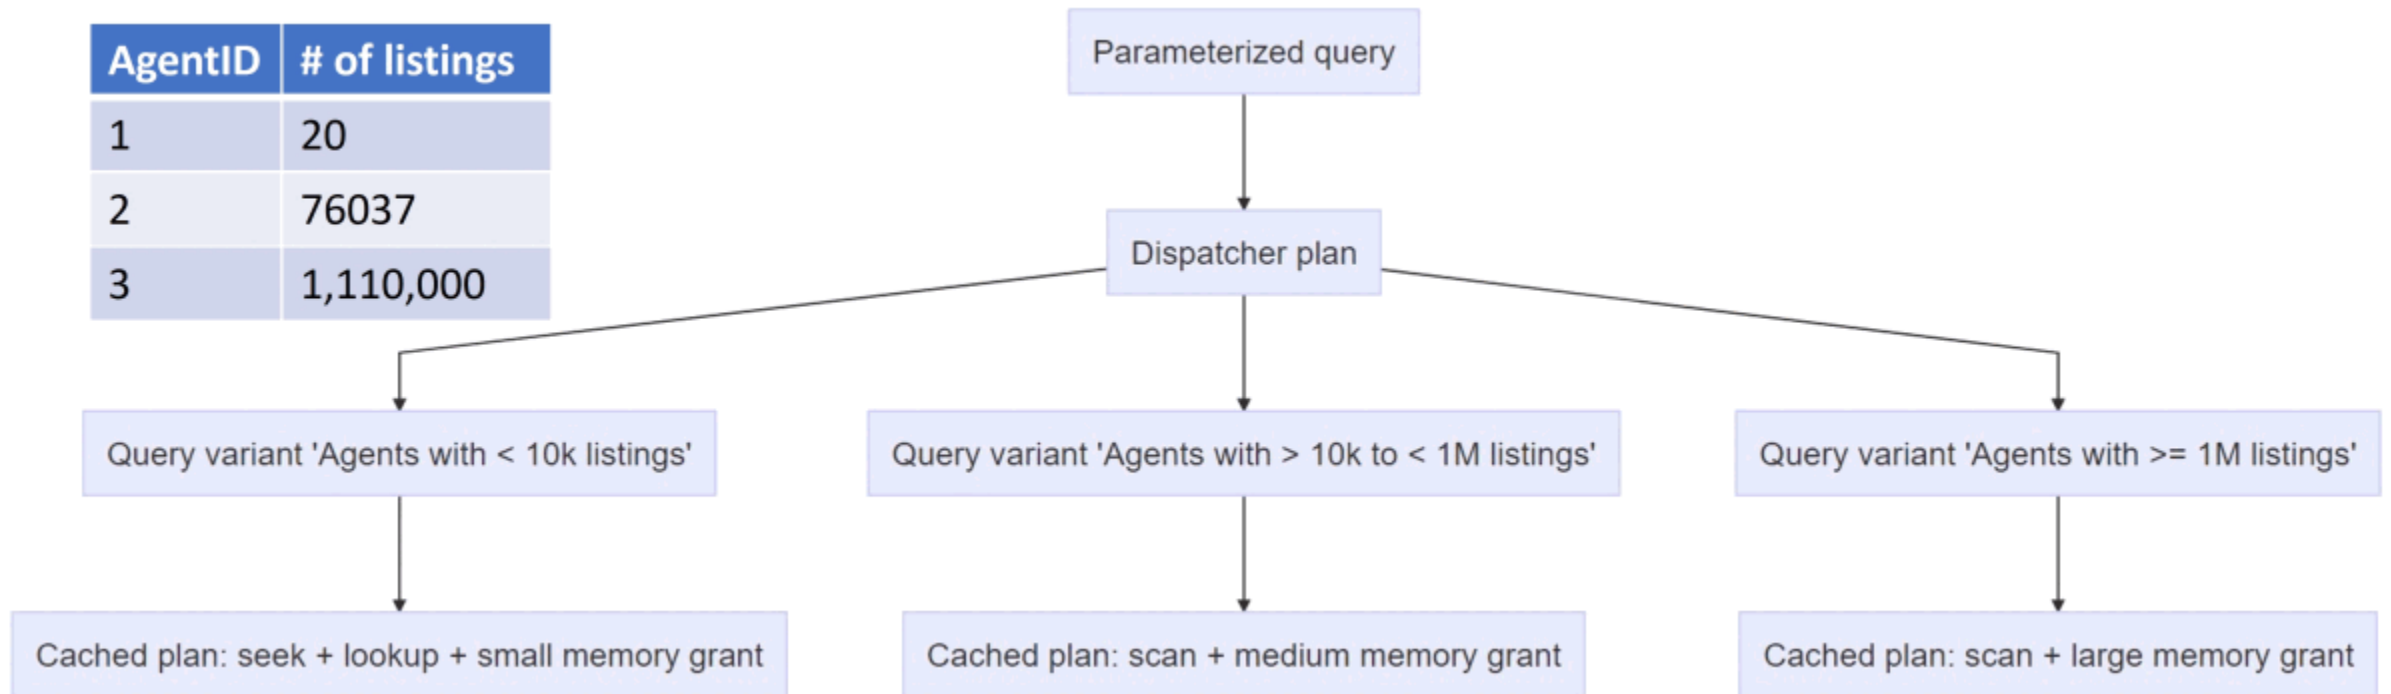 AgentID # of listings
1 20
2 76037
3 1,110,000
Parameterized query
Dispatcher plan
Query variant 'Agents with < 10k listings'
Query variant 'Agents with > 10k to < 1M listings'
Query variant 'Agents with >= 1M listings'
Cached plan: seek + lookup + small memory grant
Cached plan: scan + medium memory grant
Cached plan: scan + large memory grant